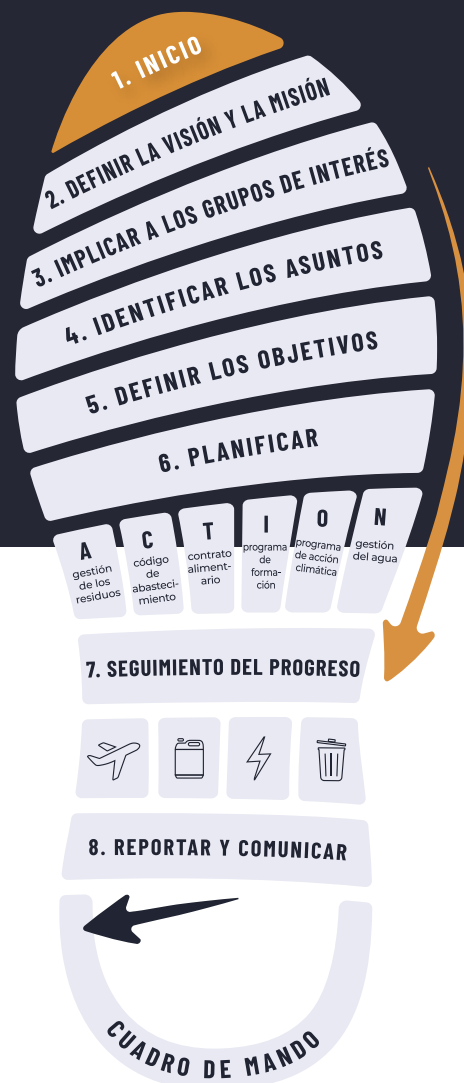 1. INICIO
2. DEFINIR LA VISIÓN Y LA MISIÓN
3. IMPLICAR A LOS GRUPOS DE INTERÉS
4. IDENTIFICAR LOS ASUNTOS
5. DEFINIR LOS OBJETIVOS
6. PLANIFICAR
A
gestión
de los
residuos
C
código
de
abasteci-
miento
T
contrato
aliment-
ario
I
programa
de
forma-
ción
O
programa
de acción
climática
N
gestión
del agua
7. SEGUIMIENTO DEL PROGRESO
8. REPORTAR Y COMUNICAR
CUADRO DE MANDO